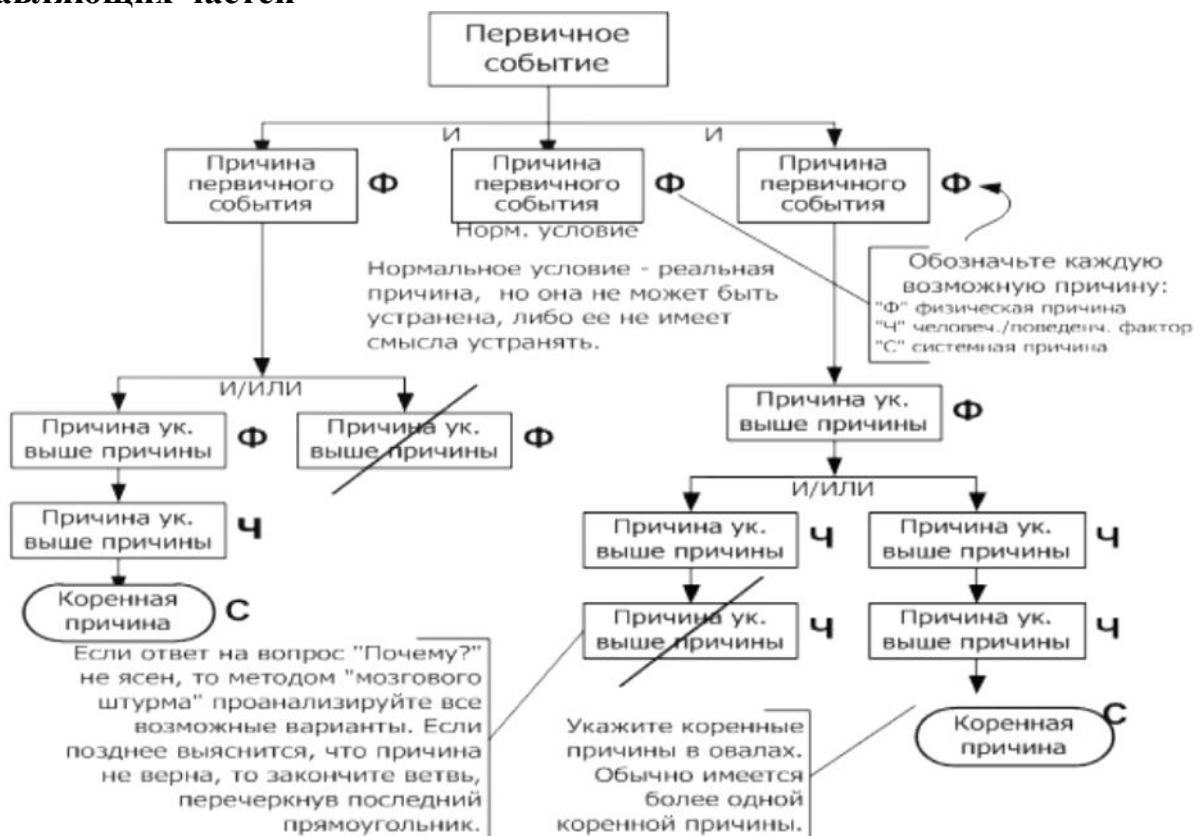 Первичное
событие
И
И
Причина
первичного
события
Ф
Причина
первичного
события
Ф
Причина
первичного
события
Ф
Норм. условие
Нормальное условие - реальная
причина, но она не может быть
устранена, либо ее не имеет
смысла устранять.
Обозначьте каждую
возможную причину:
"Ф" физическая причина
"Ч" человеч./поведенч. фактор
"С" системная причина
И/ИЛИ
Причина ук.
выше причины
Ф
Причина ук.
выше причины
Ф
Причина ук.
выше причины
Ф
Причина ук.
выше причины
Ч
Коренная
причина
С
И/ИЛИ
Причина ук.
выше причины
Ч
Причина ук.
выше причины
Ч
Причина ук.
выше причины
Ч
Причина ук.
выше причины
Ч
Если ответ на вопрос "Почему?"
не ясен, то методом "мозгового
штурма" проанализируйте все
возможные варианты. Если
позднее выяснится, что причина
не верна, то закончите ветвь,
перечеркнув последний
прямоугольник.
Укажите коренные
причины в овалах.
Обычно имеется
более одной
коренной причины.
Коренная
причина
С